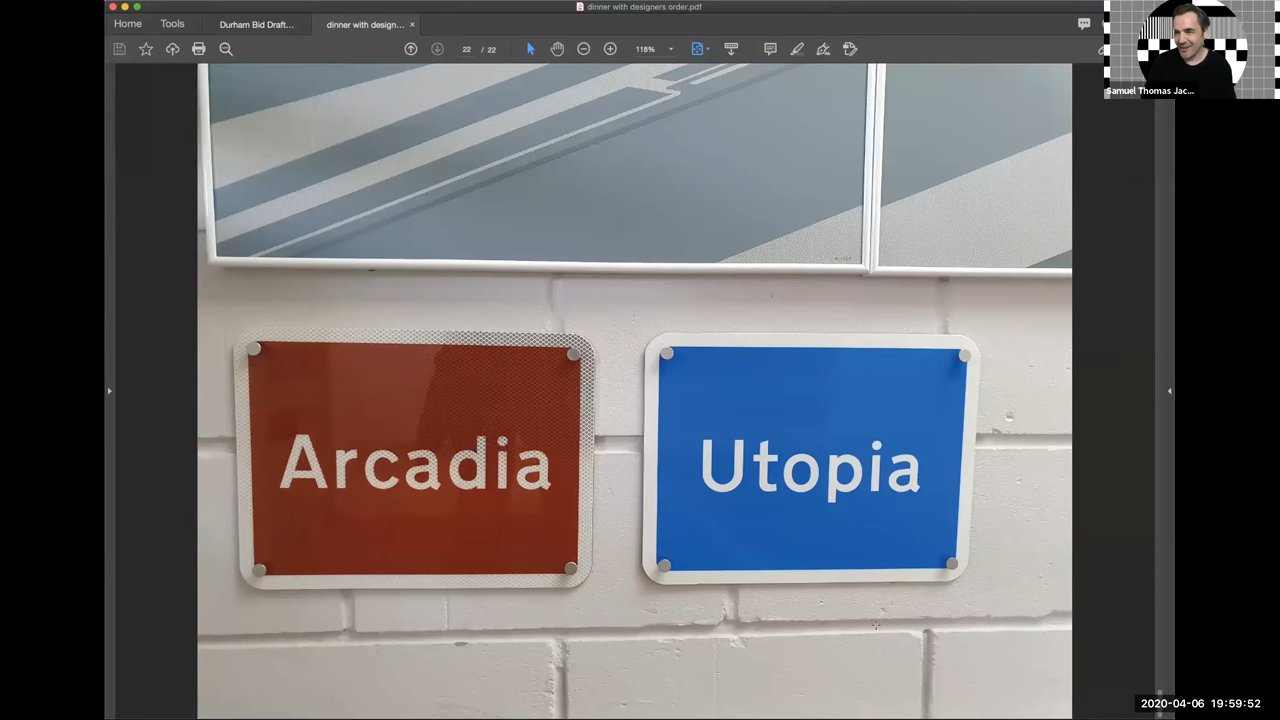 dinner with designers order.pdf
Home
Tools
Durham Bid Draft...
dinner with design...
×
22 / 22
118%
Samuel Thomas Jac...
Arcadia
Utopia
2020-04-06 19:59:52